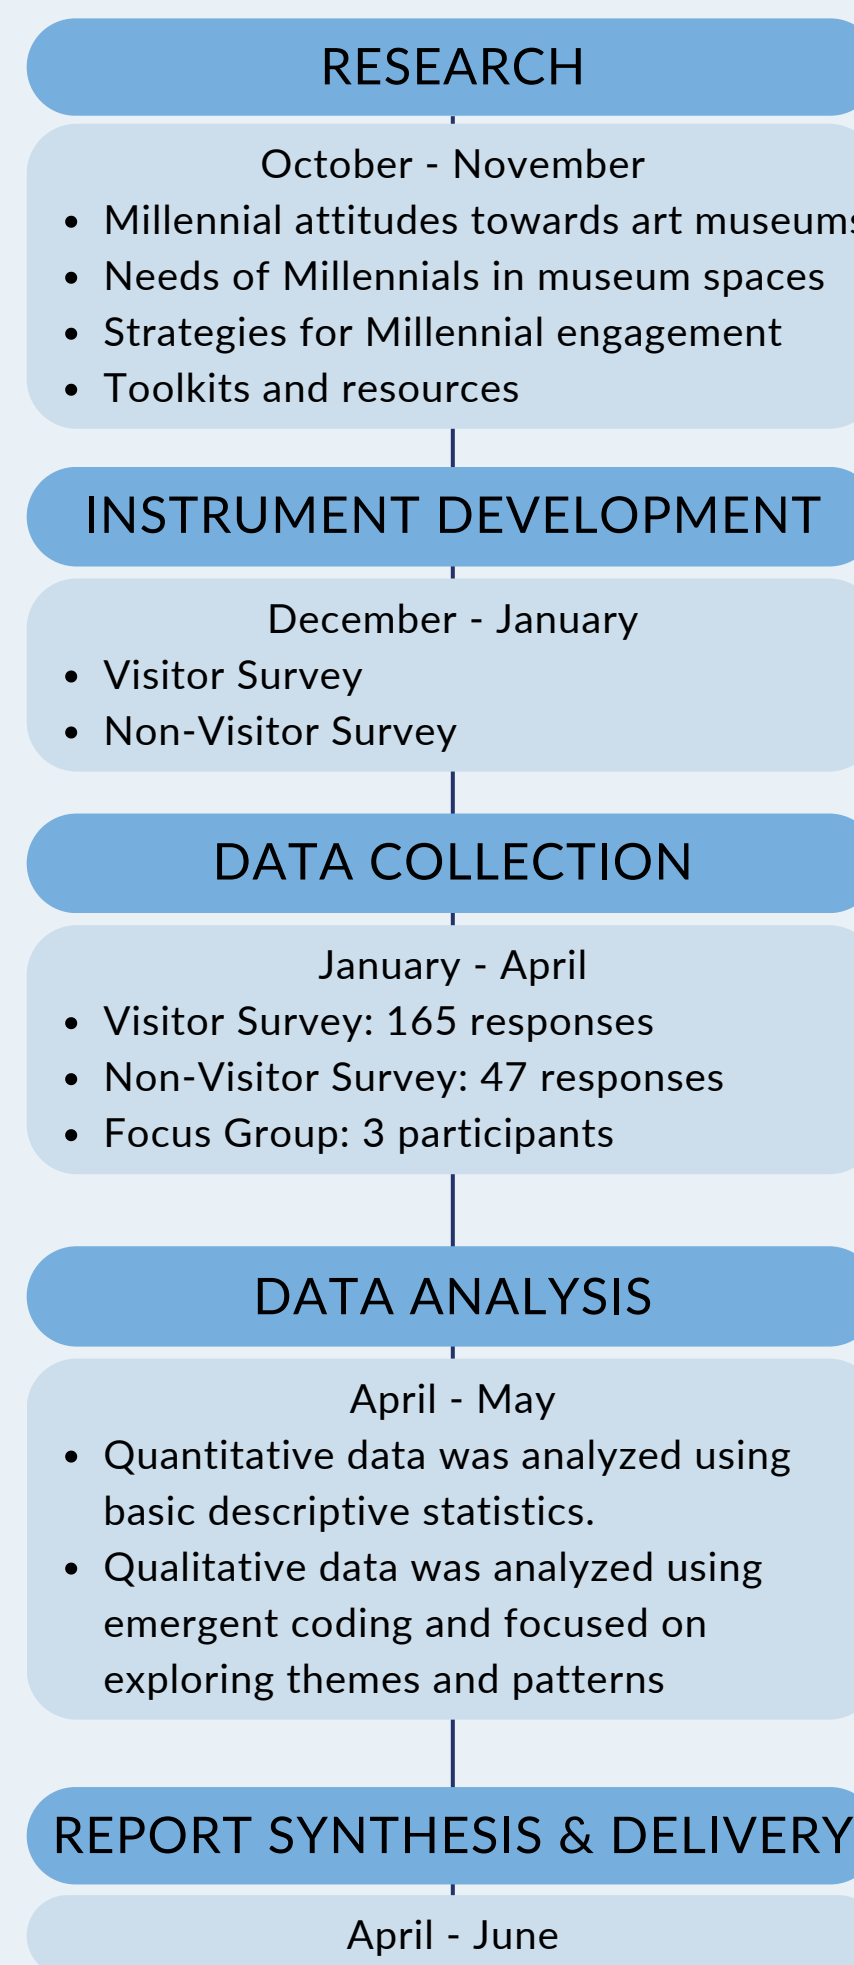 RESEARCH
October - November
• Millennial attitudes towards art museums
• Needs of Millennials in museum spaces
• Strategies for Millennial engagement
• Toolkits and resources
INSTRUMENT DEVELOPMENT
December - January
• Visitor Survey
• Non-Visitor Survey
DATA COLLECTION
January - April
• Visitor Survey: 165 responses
• Non-Visitor Survey: 47 responses
• Focus Group: 3 participants
DATA ANALYSIS
April - May
• Quantitative data was analyzed using
basic descriptive statistics.
• Qualitative data was analyzed using
emergent coding and focused on
exploring themes and patterns
REPORT SYNTHESIS & DELIVERY
April - June